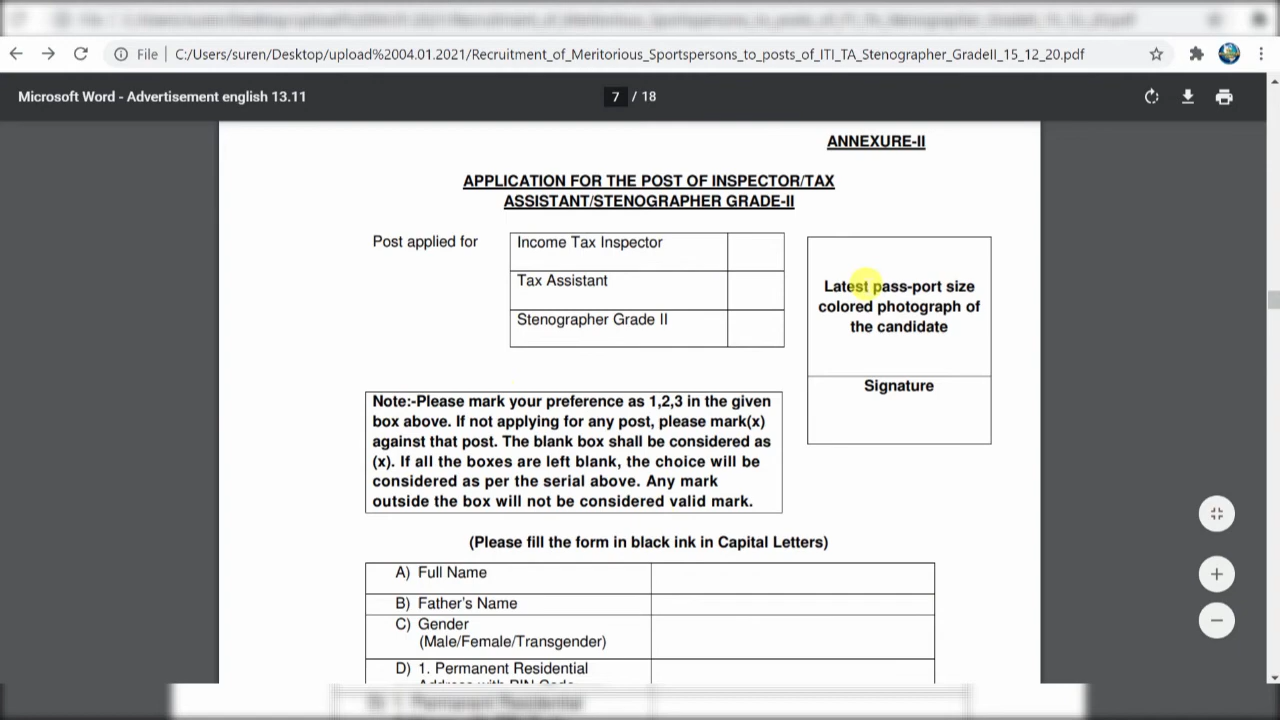 File | C:/Users/suren/Desktop/upload%2004.01.2021/Recruitment_of_Meritorious_Sportspersons_to_posts_of_ITI_TA_Stenographer_GradeII_15_12_20.pdf
Microsoft Word - Advertisement english 13.11
7 / 18
ANNEXURE-II
APPLICATION FOR THE POST OF INSPECTOR/TAX
ASSISTANT/STENOGRAPHER GRADE-II
Post applied for
Income Tax Inspector
Tax Assistant
Stenographer Grade II
Latest pass-port size
colored photograph of
the candidate
Signature
Note:-Please mark your preference as 1,2,3 in the given
box above. If not applying for any post, please mark(x)
against that post. The blank box shall be considered as
(x). If all the boxes are left blank, the choice will be
considered as per the serial above. Any mark
outside the box will not be considered valid mark.
(Please fill the form in black ink in Capital Letters)
A) Full Name
B) Father's Name
C) Gender
(Male/Female/Transgender)
D) 1. Permanent Residential
Address with PIN Code